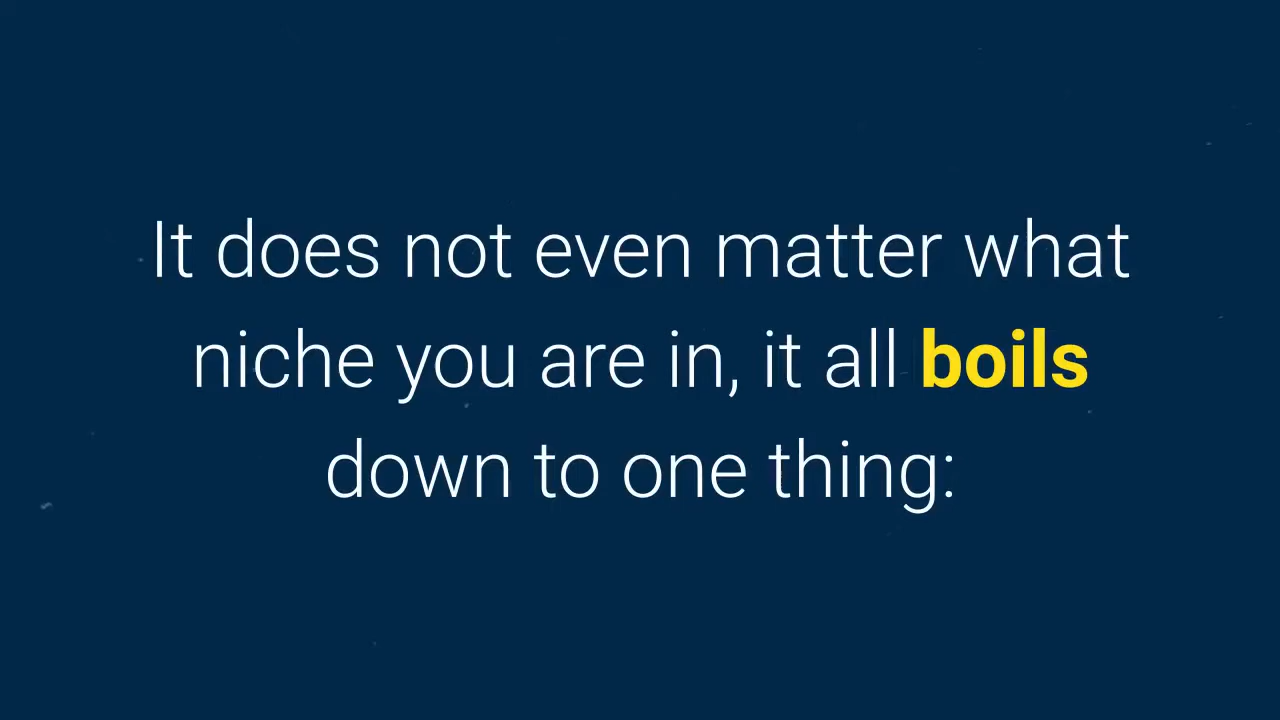 It does not even matter what
niche you are in, it all boils
down to one thing: